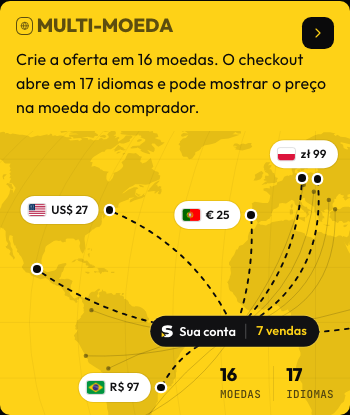 MULTI-MOEDA
Crie a oferta em 16 moedas. O checkout
abre em 17 idiomas e pode mostrar o preço
na moeda do comprador.
zł 99
US$ 27
€ 25
S Sua conta 7 vendas
16 17
MOEDAS IDIOMAS
R$ 97